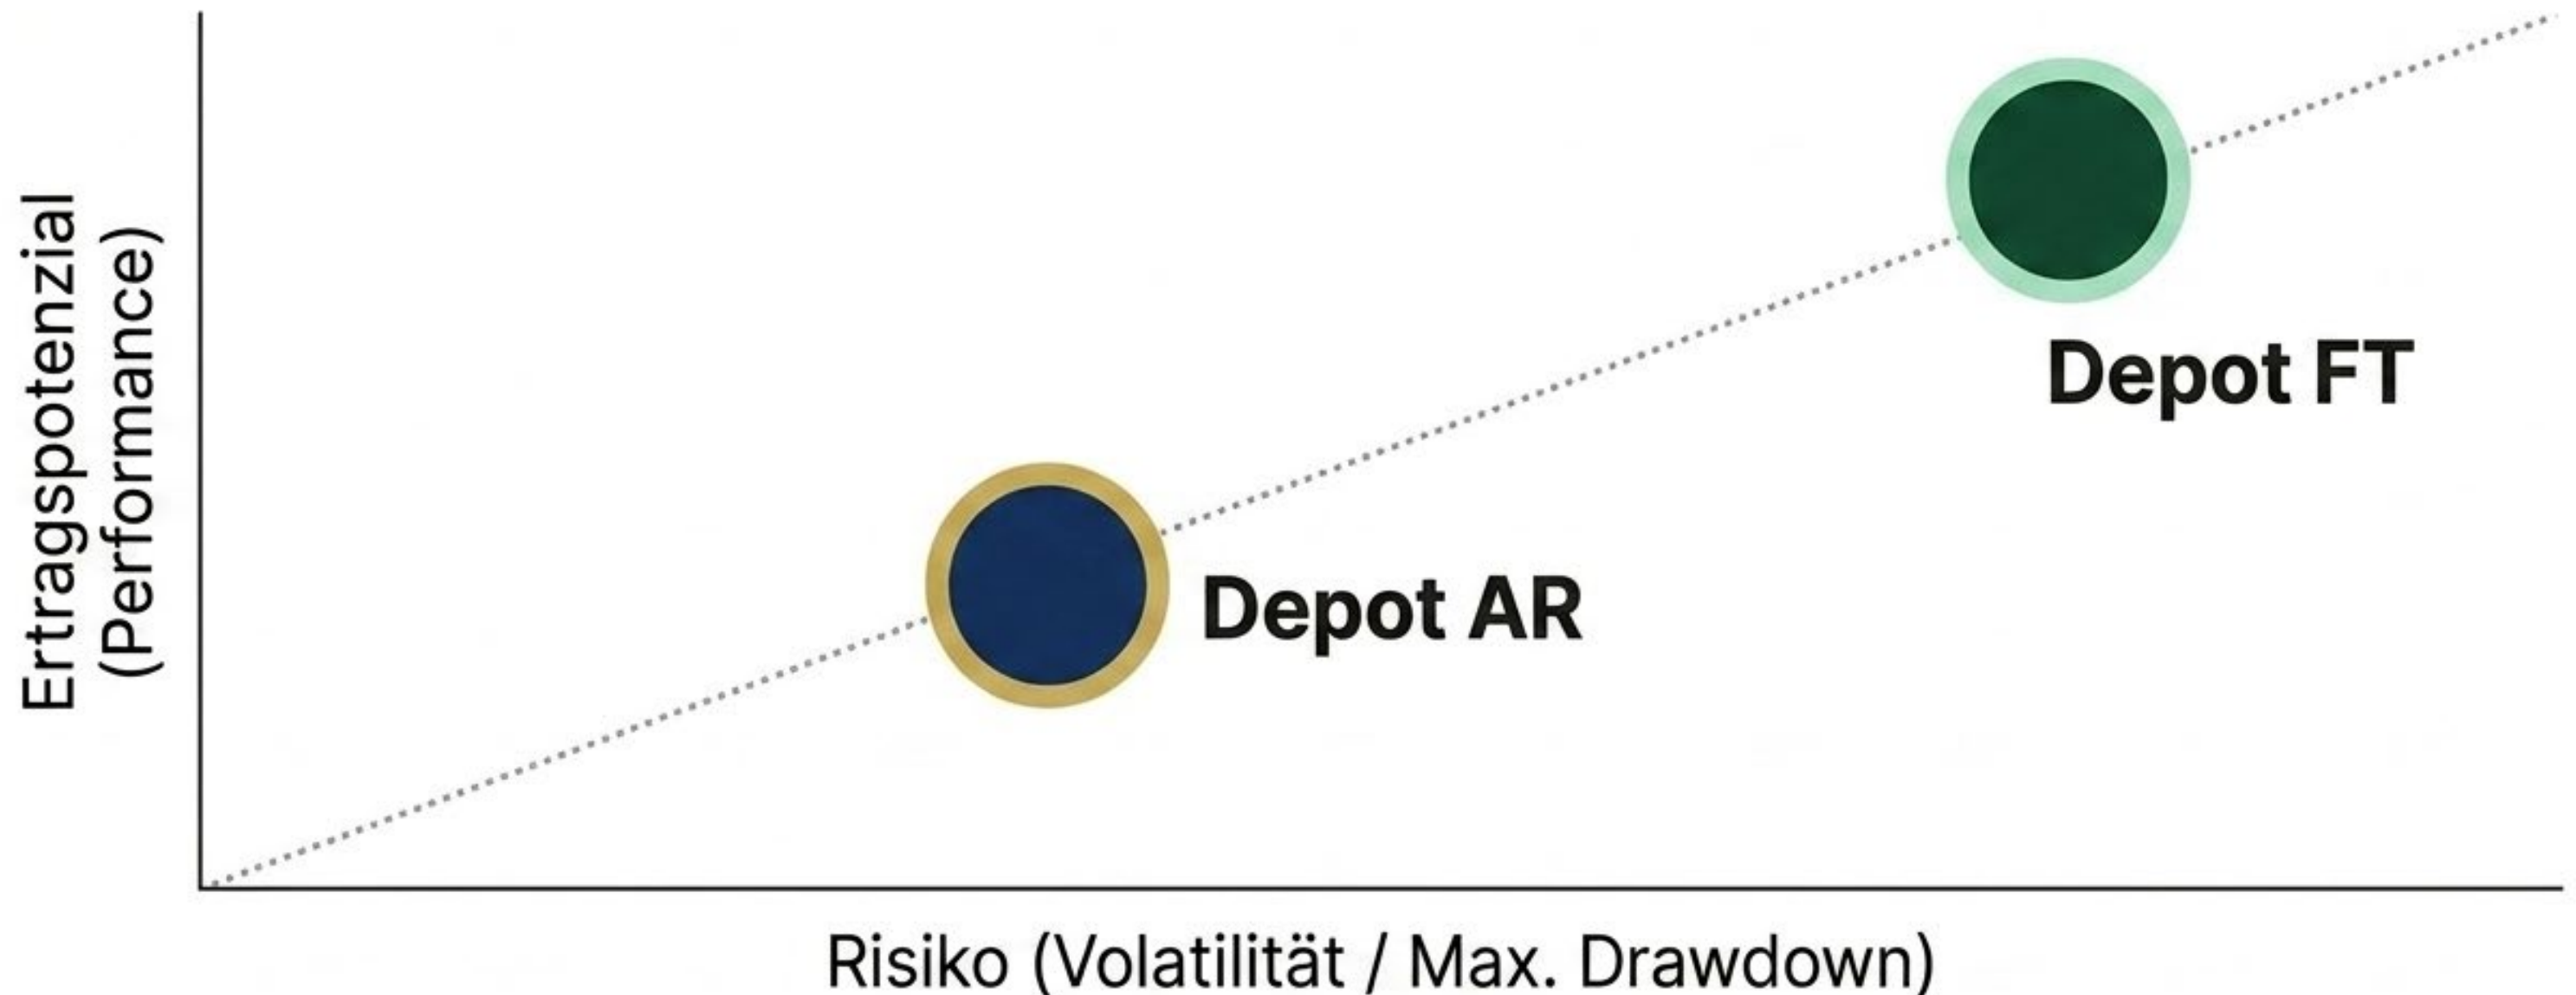 Ertragspotenzial
(Performance)
Depot FT
Depot AR
Risiko (Volatilität / Max. Drawdown)